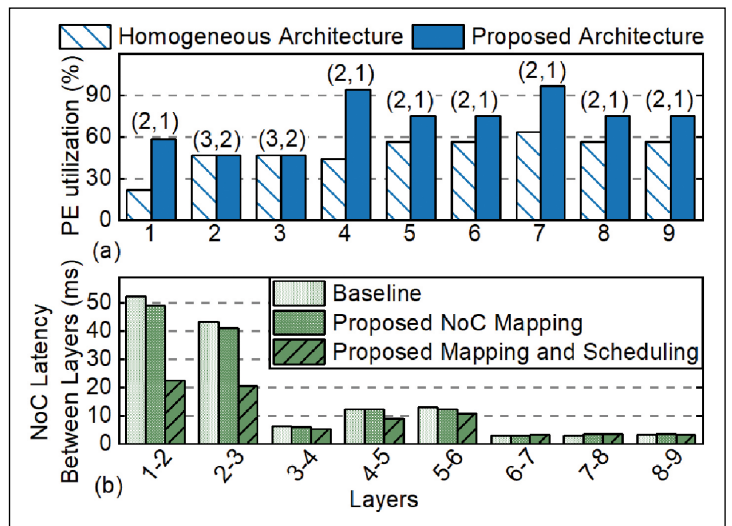 Homogeneous Architecture Proposed Architecture
PE utilization (%)
90
60
30
0
(2,1) (3,2) (3,2) (2,1) (2,1) (2,1) (2,1) (2,1) (2,1)
1 2 3 4 5 6 7 8 9
(a)
NoC Latency
Between Layers (ms)
50
40
30
20
10
0
Baseline
Proposed NoC Mapping
Proposed Mapping and Scheduling
1-2 2-3 3-4 4-5 5-6 6-7 7-8 8-9
(b)
Layers